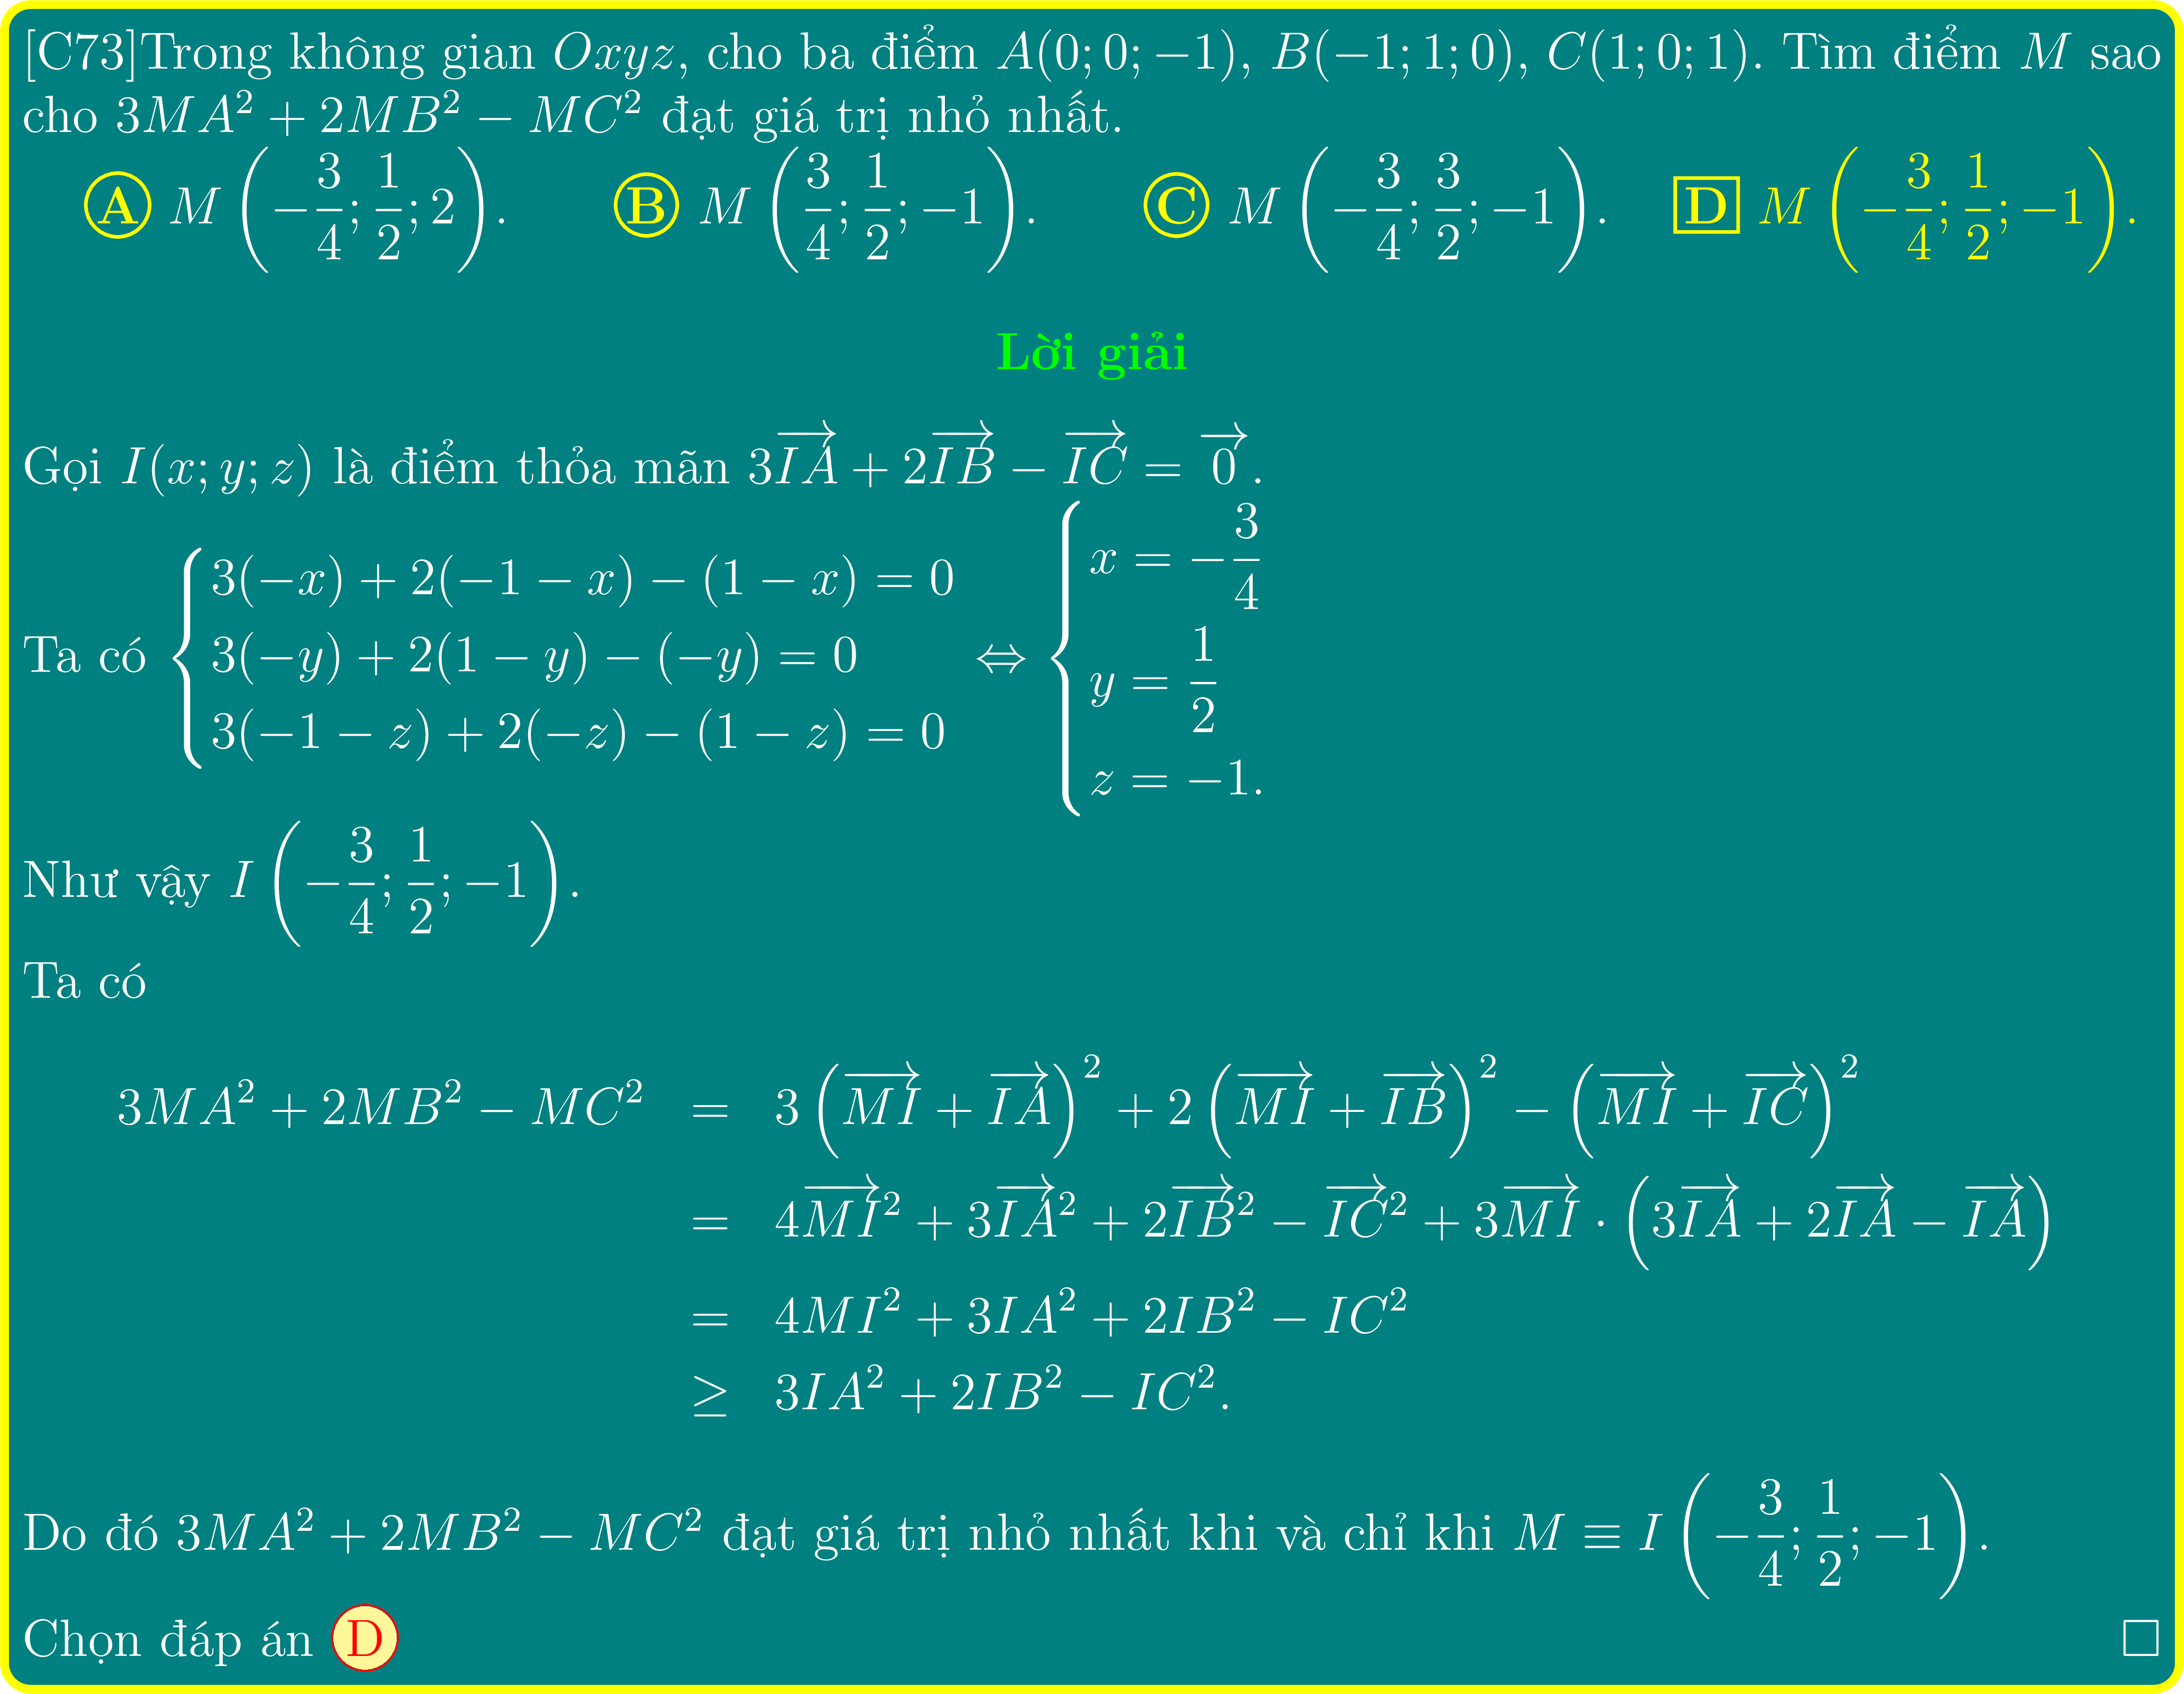 [C73]Trong không gian $Oxyz$, cho ba điểm $A(0;0;-1)$, $B(-1;1;0)$, $C(1;0;1)$. Tìm điểm $M$ sao
cho $3MA^2+2MB^2-MC^2$ đạt giá trị nhỏ nhất.
A $M\left(-\frac{3}{4};\frac{1}{2};2\right)$. B $M\left(\frac{3}{4};\frac{1}{2};-1\right)$. C $M\left(-\frac{3}{4};\frac{3}{2};-1\right)$. D $M\left(-\frac{3}{4};\frac{1}{2};-1\right)$.
Lời giải
Gọi $I(x;y;z)$ là điểm thỏa mãn $3\overrightarrow{IA}+2\overrightarrow{IB}-\overrightarrow{IC}=\overrightarrow{0}$.
Ta có $\begin{cases}3(-x)+2(-1-x)-(1-x)=0\\3(-y)+2(1-y)-(-y)=0\\3(-1-z)+2(-z)-(1-z)=0\end{cases}\Leftrightarrow\begin{cases}x=-\frac{3}{4}\\y=\frac{1}{2}\\z=-1.\end{cases}$
Như vậy $I\left(-\frac{3}{4};\frac{1}{2};-1\right)$.
Ta có
$3MA^2+2MB^2-MC^2=3\left(\overrightarrow{MI}+\overrightarrow{IA}\right)^2+2\left(\overrightarrow{MI}+\overrightarrow{IB}\right)^2-\left(\overrightarrow{MI}+\overrightarrow{IC}\right)^2$
$=4\overrightarrow{MI}^2+3\overrightarrow{IA}^2+2\overrightarrow{IB}^2-\overrightarrow{IC}^2+3\overrightarrow{MI}\cdot\left(3\overrightarrow{IA}+2\overrightarrow{IA}-\overrightarrow{IA}\right)$
$=4MI^2+3IA^2+2IB^2-IC^2$
$\geq 3IA^2+2IB^2-IC^2.$
Do đó $3MA^2+2MB^2-MC^2$ đạt giá trị nhỏ nhất khi và chỉ khi $M\equiv I\left(-\frac{3}{4};\frac{1}{2};-1\right)$.
Chọn đáp án D □